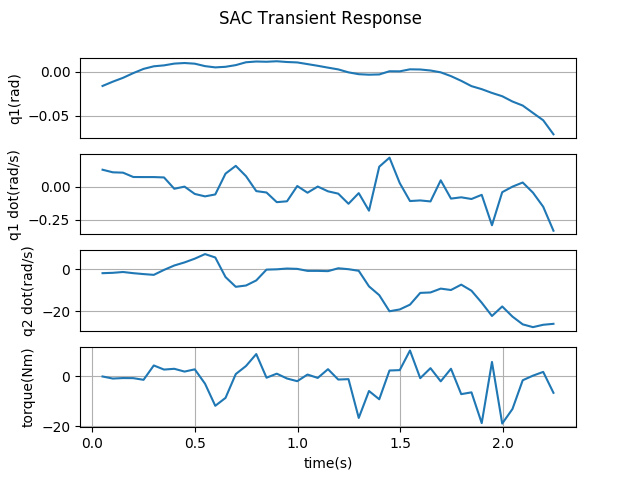 SAC Transient Response
q1(rad)
0.00
−0.05
q1 dot(rad/s)
0.00
−0.25
q2 dot(rad/s)
0
−20
torque(Nm)
0
−20
0.0 0.5 1.0 1.5 2.0
time(s)